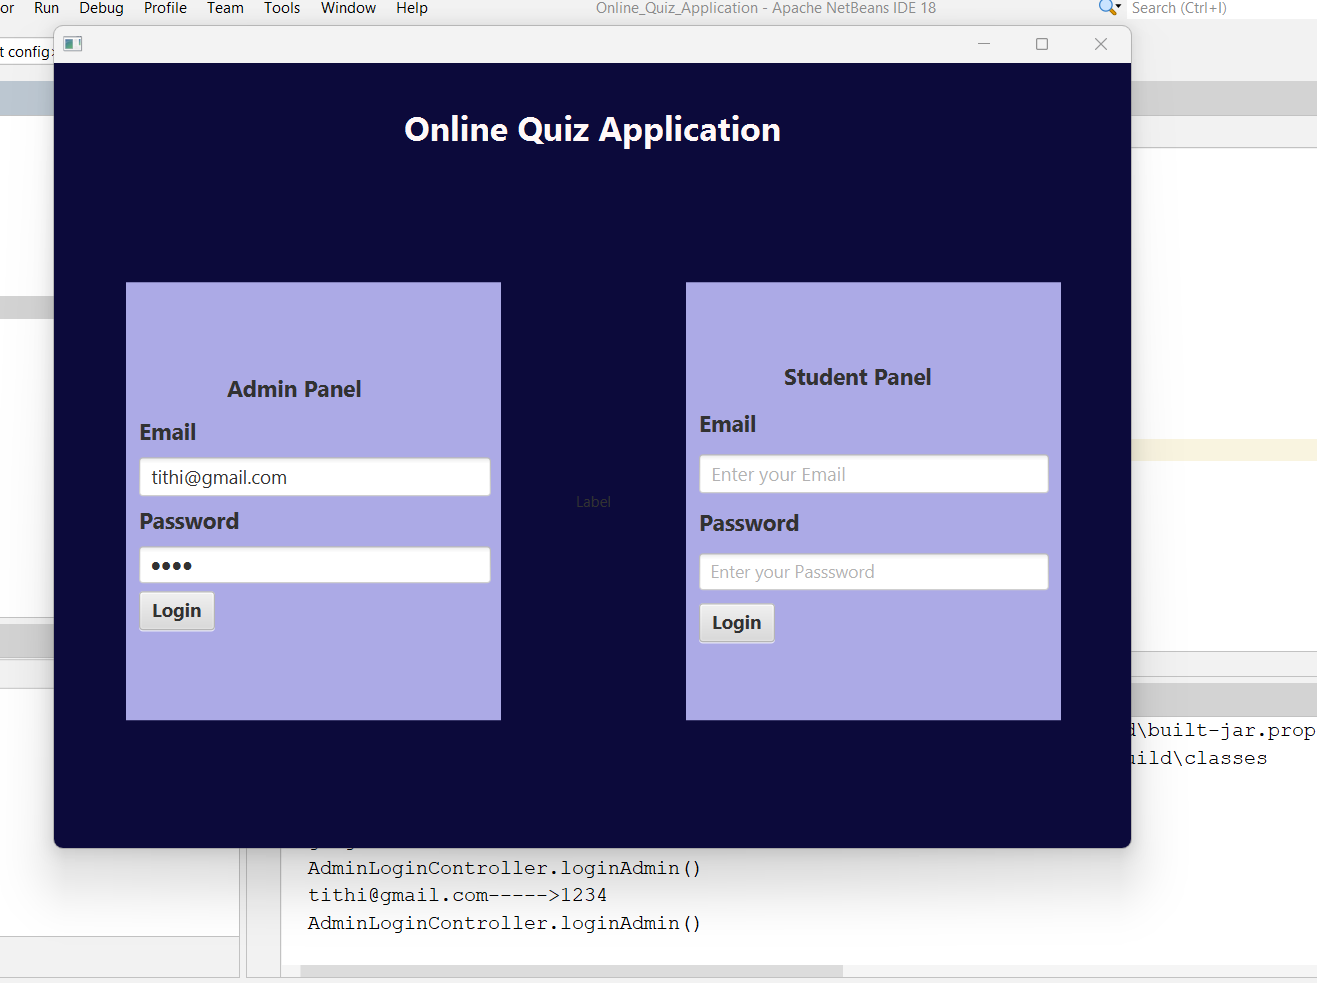 or Run Debug Profile Team Tools Window Help
Online_Quiz_Application - Apache NetBeans IDE 18
Search (Ctrl+I)
t config>
Online Quiz Application
Admin Panel
Email
tithi@gmail.com
Password
●●●●
Login
Label
Student Panel
Email
Enter your Email
Password
Enter your Passsword
Login
d\built-jar.prop
uild\classes
AdminLoginController.loginAdmin()
tithi@gmail.com----->1234
AdminLoginController.loginAdmin()